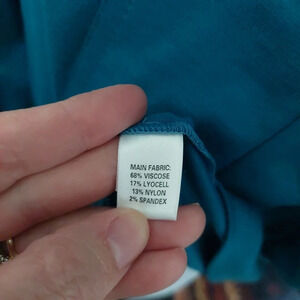 MAIN FABRIC:
68% VISCOSE
17% LYOCELL
13% NYLON
2% SPANDEX